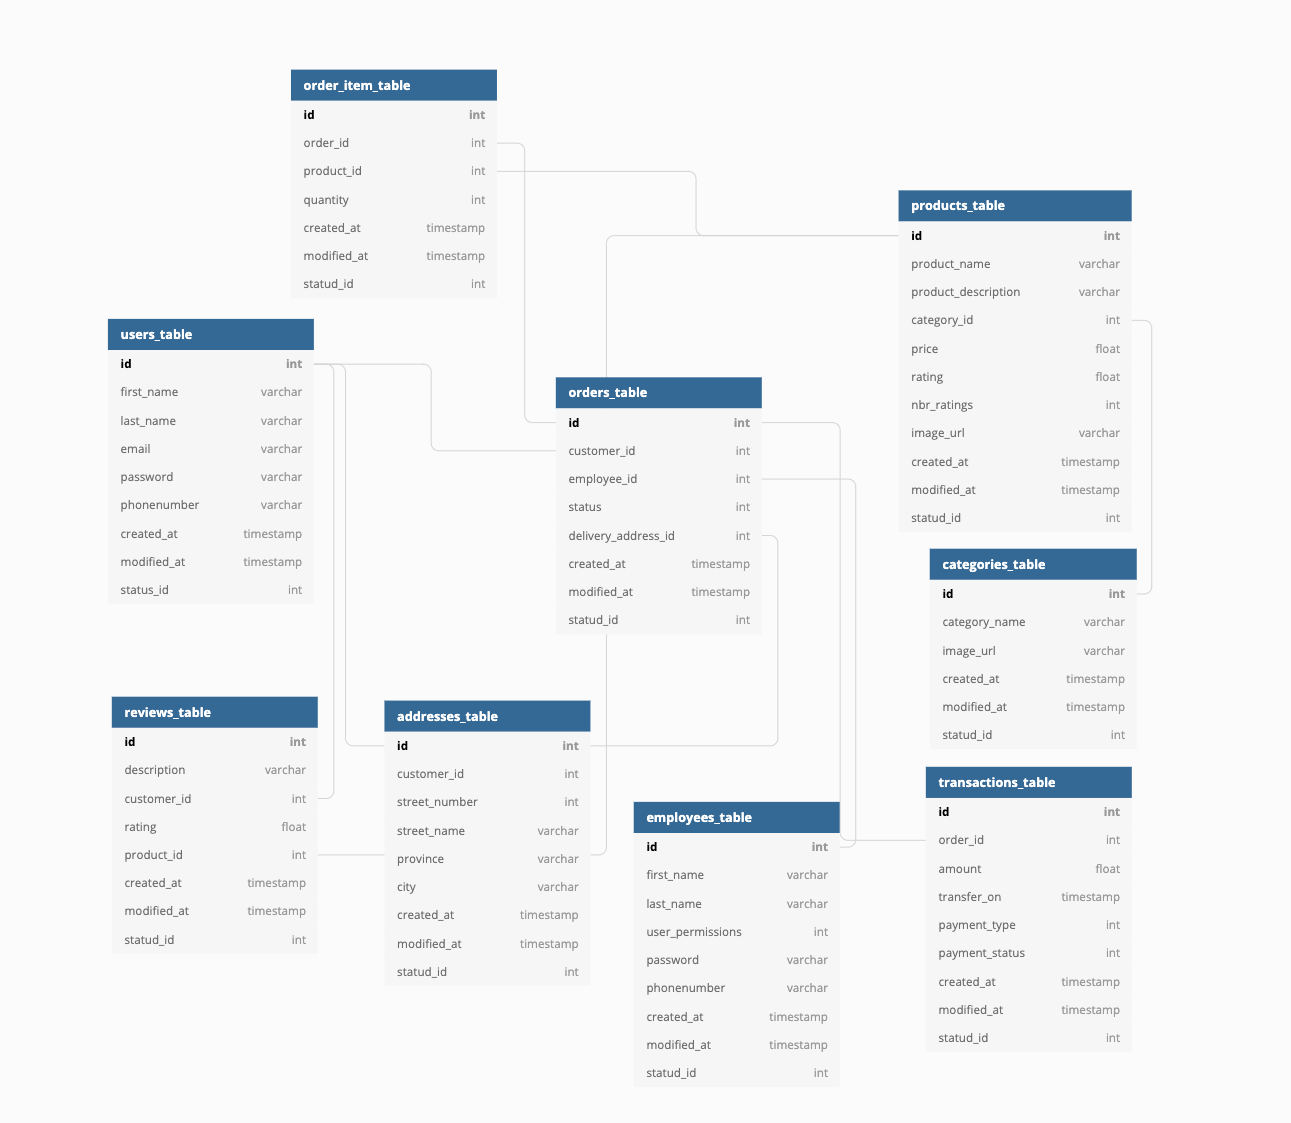 order_item_table
id int
order_id int
product_id int
quantity int
created_at timestamp
modified_at timestamp
statud_id int
products_table
id int
product_name varchar
product_description varchar
category_id int
price float
rating float
nbr_ratings int
image_url varchar
created_at timestamp
modified_at timestamp
statud_id int
users_table
id int
first_name varchar
last_name varchar
email varchar
password varchar
phonenumber varchar
created_at timestamp
modified_at timestamp
status_id int
orders_table
id int
customer_id int
employee_id int
status int
delivery_address_id int
created_at timestamp
modified_at timestamp
statud_id int
categories_table
id int
category_name varchar
image_url varchar
created_at timestamp
modified_at timestamp
statud_id int
reviews_table
id int
description varchar
customer_id int
rating float
product_id int
created_at timestamp
modified_at timestamp
statud_id int
addresses_table
id int
customer_id int
street_number int
street_name varchar
province varchar
city varchar
created_at timestamp
modified_at timestamp
statud_id int
employees_table
id int
first_name varchar
last_name varchar
user_permissions int
password varchar
phonenumber varchar
created_at timestamp
modified_at timestamp
statud_id int
transactions_table
id int
order_id int
amount float
transfer_on timestamp
payment_type int
payment_status int
created_at timestamp
modified_at timestamp
statud_id int